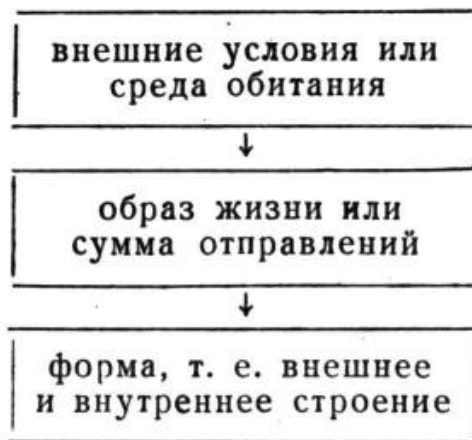 внешние условия или
среда обитания
↓
образ жизни или
сумма отправлений
↓
форма, т. е. внешнее
и внутреннее строение